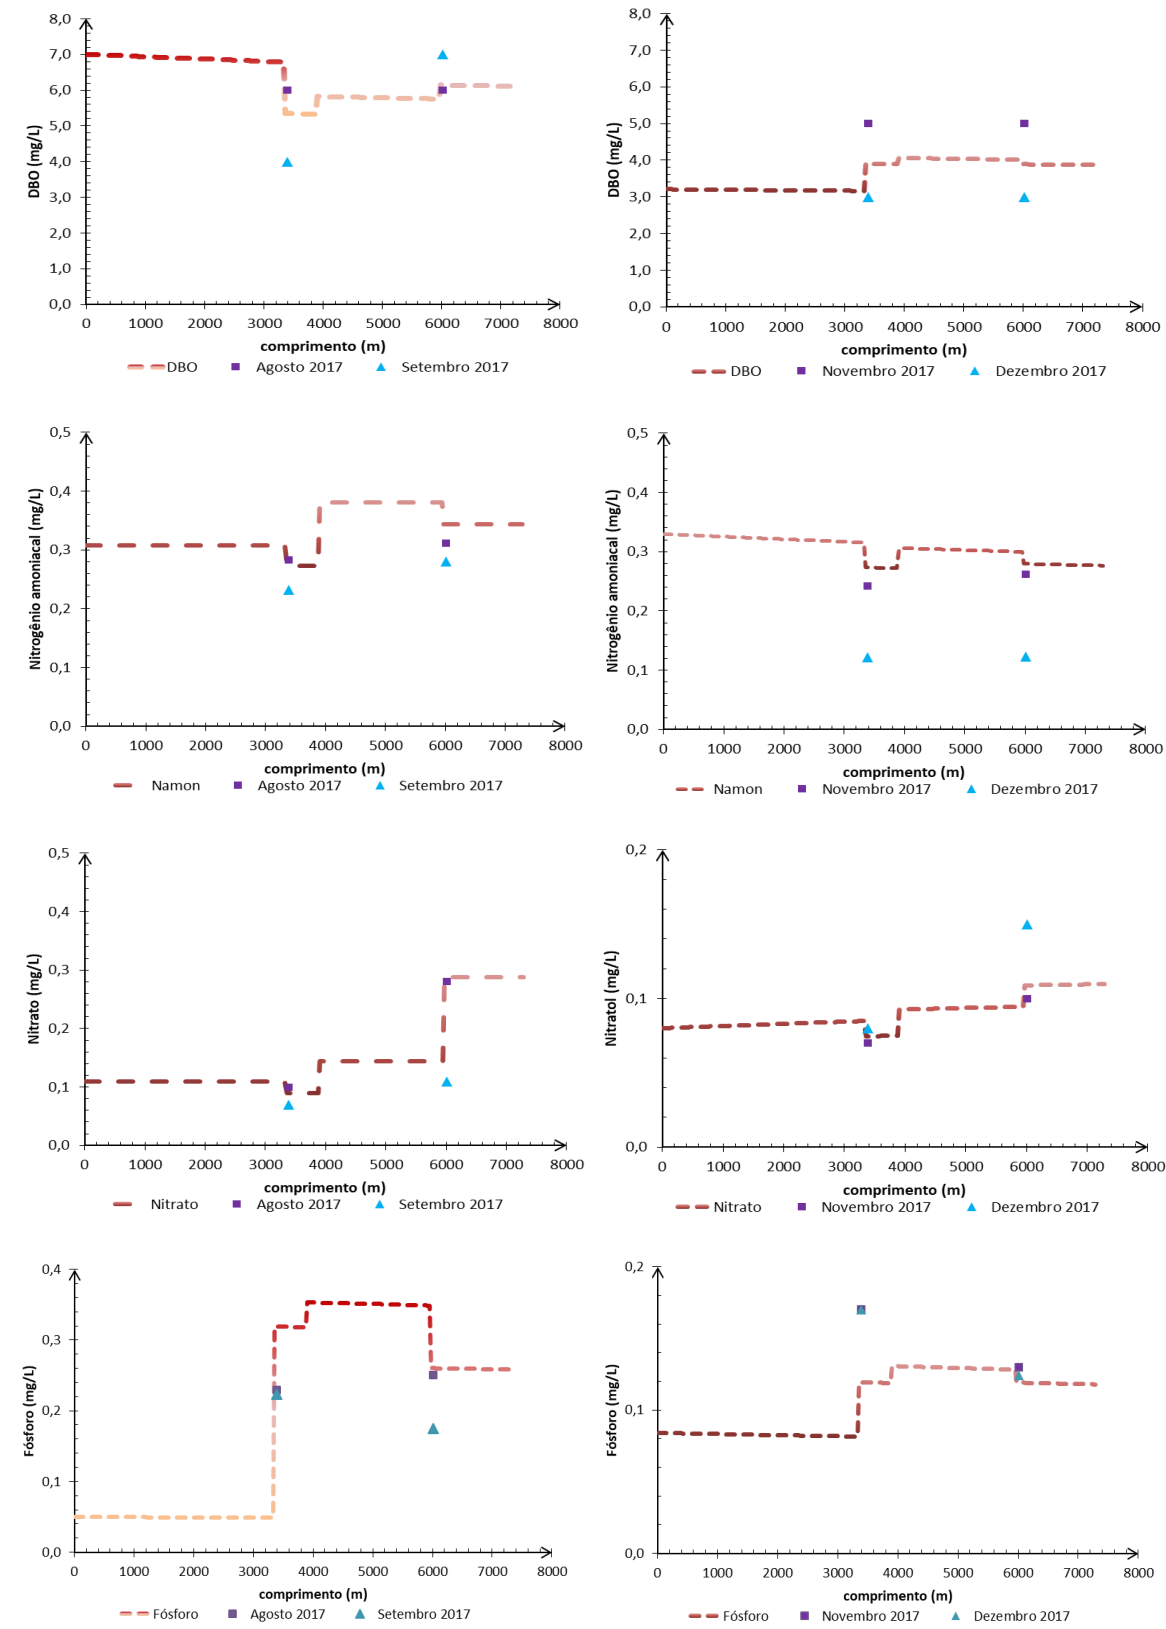 8,0
7,0
6,0
5,0
4,0
3,0
2,0
1,0
0,0
DBO (mg/L)
0 1000 2000 3000 4000 5000 6000 7000 8000
comprimento (m)
DBO Agosto 2017 Setembro 2017
8,0
7,0
6,0
5,0
4,0
3,0
2,0
1,0
0,0
DBO (mg/L)
0 1000 2000 3000 4000 5000 6000 7000 8000
comprimento (m)
DBO Novembro 2017 Dezembro 2017
0,5
0,4
0,3
0,2
0,1
0,0
Nitrogênio amoniacal (mg/L)
0 1000 2000 3000 4000 5000 6000 7000 8000
comprimento (m)
Namon Agosto 2017 Setembro 2017
0,5
0,4
0,3
0,2
0,1
0,0
Nitrogênio amoniacal (mg/L)
0 1000 2000 3000 4000 5000 6000 7000 8000
comprimento (m)
Namon Novembro 2017 Dezembro 2017
0,5
0,4
0,3
0,2
0,1
0,0
Nitrato (mg/L)
0 1000 2000 3000 4000 5000 6000 7000 8000
comprimento (m)
Nitrato Agosto 2017 Setembro 2017
0,2
0,1
0,0
Nitratol (mg/L)
0 1000 2000 3000 4000 5000 6000 7000 8000
comprimento (m)
Nitrato Novembro 2017 Dezembro 2017
0,4
0,3
0,2
0,1
0,0
Fósforo (mg/L)
0 1000 2000 3000 4000 5000 6000 7000 8000
comprimento (m)
Fósforo Agosto 2017 Setembro 2017
0,2
0,1
0,0
Fósforo (mg/L)
0 1000 2000 3000 4000 5000 6000 7000 8000
comprimento (m)
Fósforo Novembro 2017 Dezembro 2017